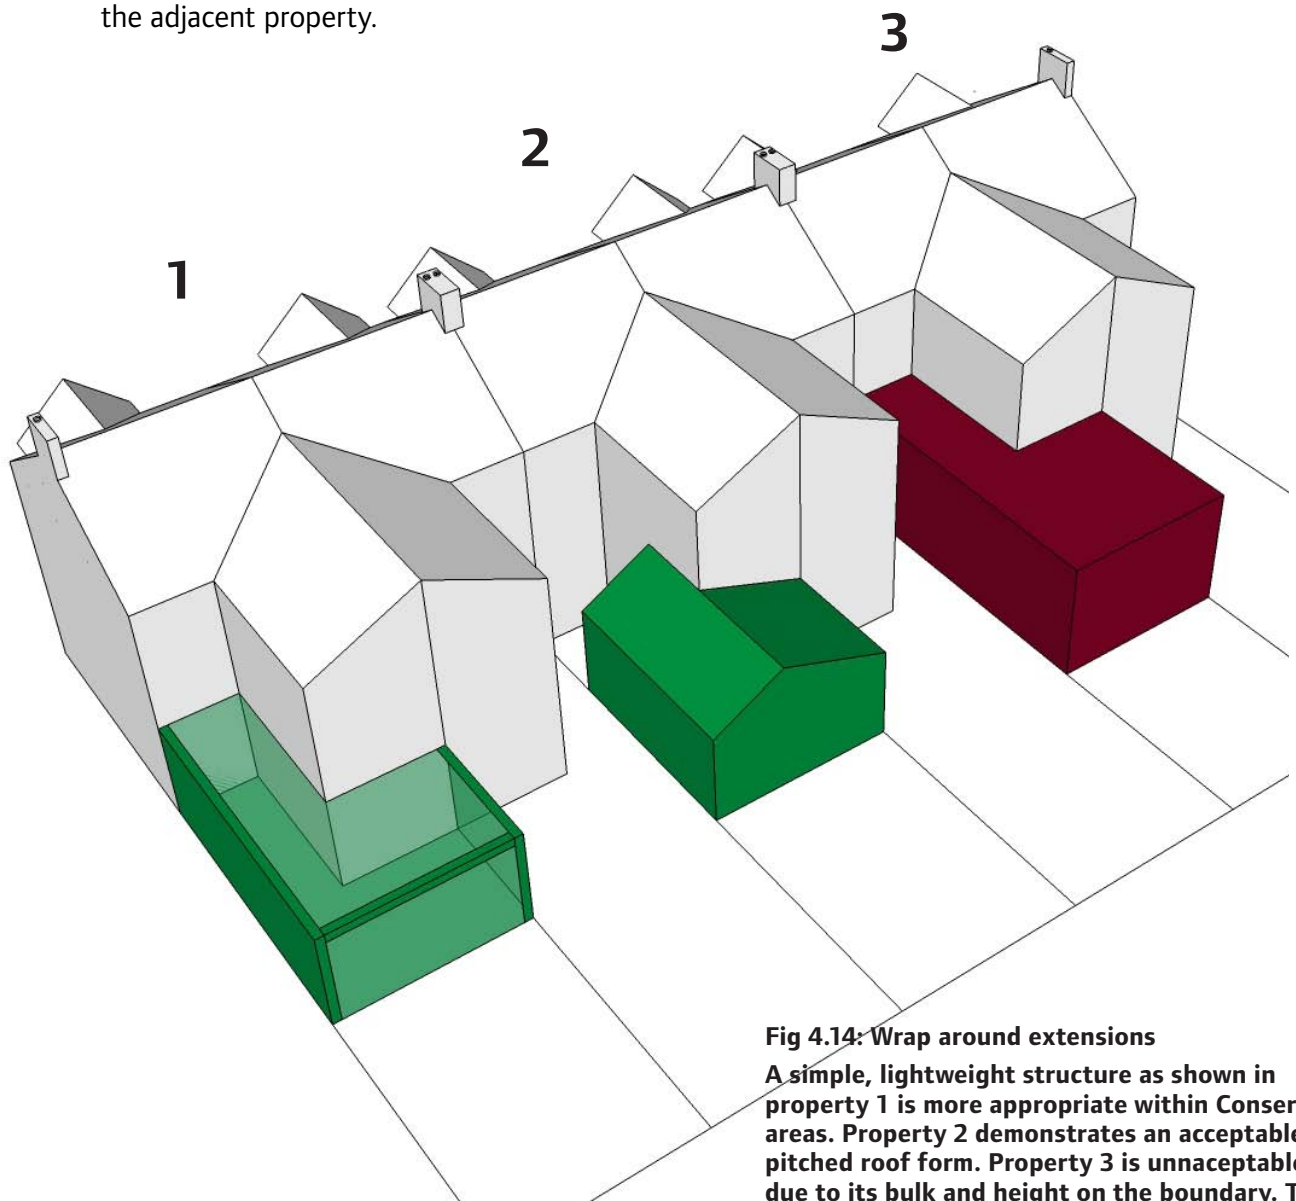 the adjacent property.
3
2
1
Fig 4.14: Wrap around extensions
A simple, lightweight structure as shown in
property 1 is more appropriate within Conser
areas. Property 2 demonstrates an acceptable
pitched roof form. Property 3 is unnaceptable
due to its bulk and height on the boundary. T